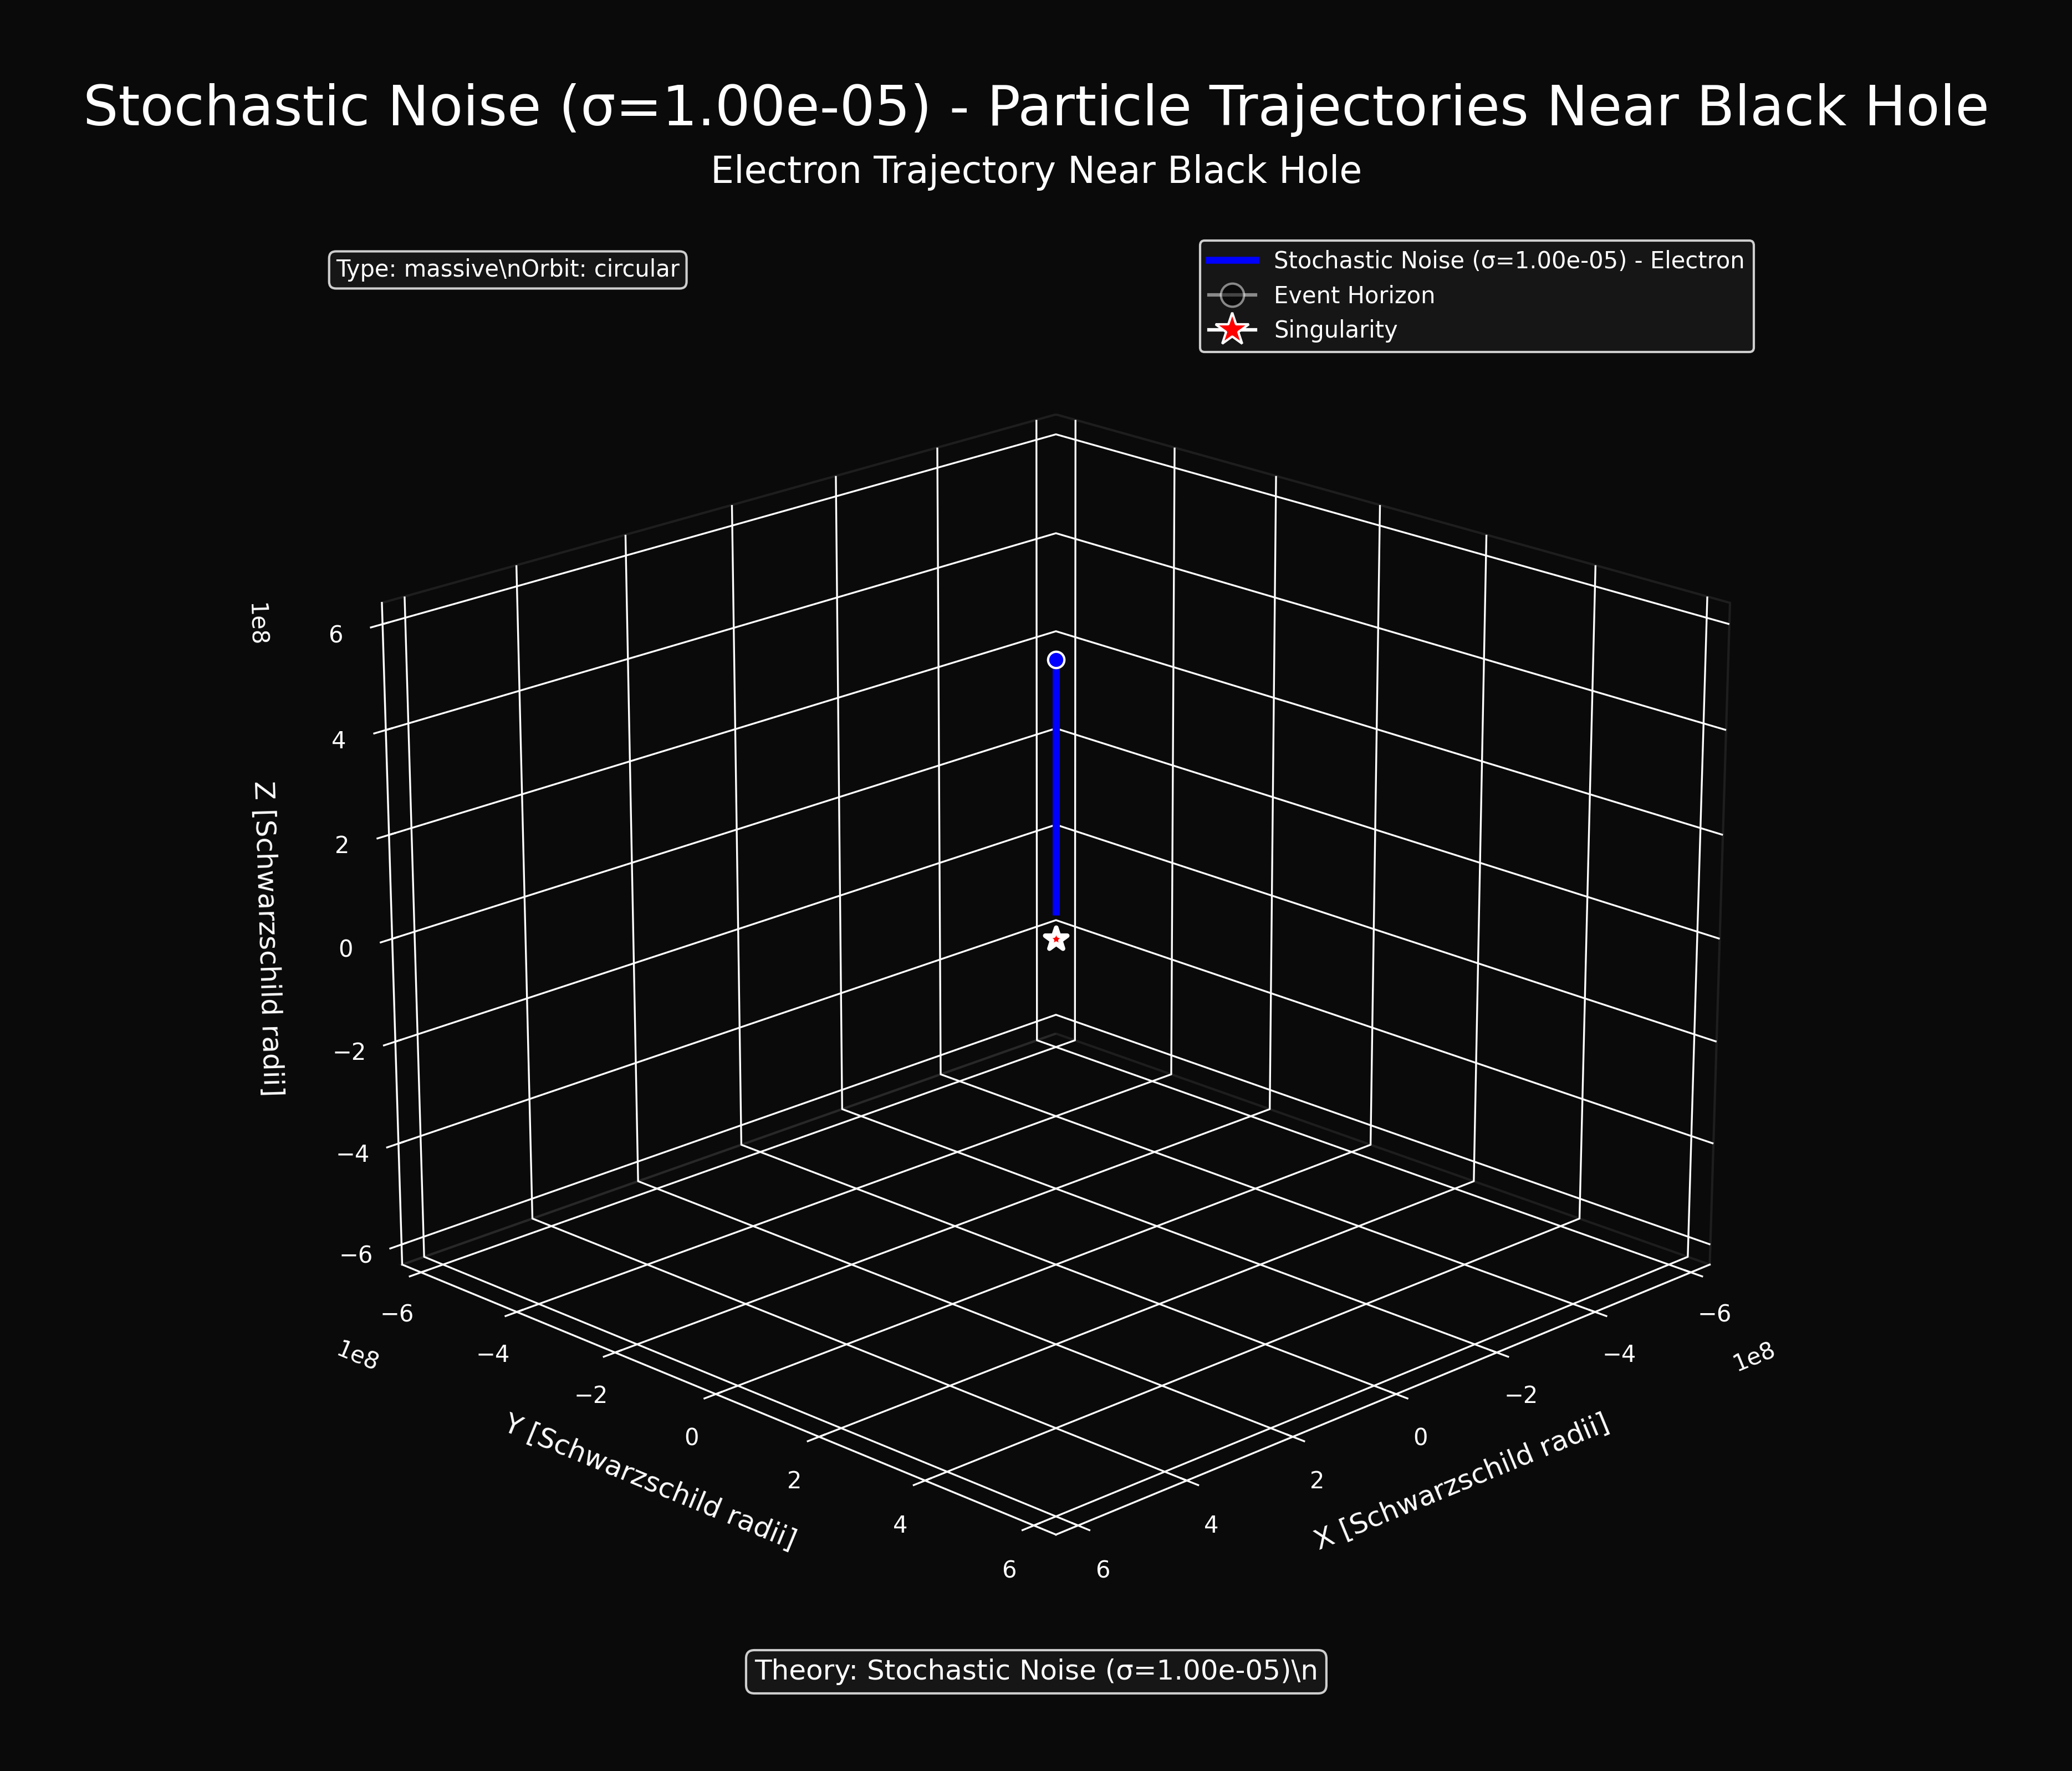 Stochastic Noise (σ=1.00e-05) - Particle Trajectories Near Black Hole
Electron Trajectory Near Black Hole
Type: massive\nOrbit: circular
Stochastic Noise (σ=1.00e-05) - Electron
Event Horizon
Singularity
1e8
6
4
2
0
−2
−4
−6
Z [Schwarzschild radii]
−6
−4
−2
0
2
4
6
1e8
Y [Schwarzschild radii]
6
4
2
0
−2
−4
−6
1e8
X [Schwarzschild radii]
Theory: Stochastic Noise (σ=1.00e-05)\n